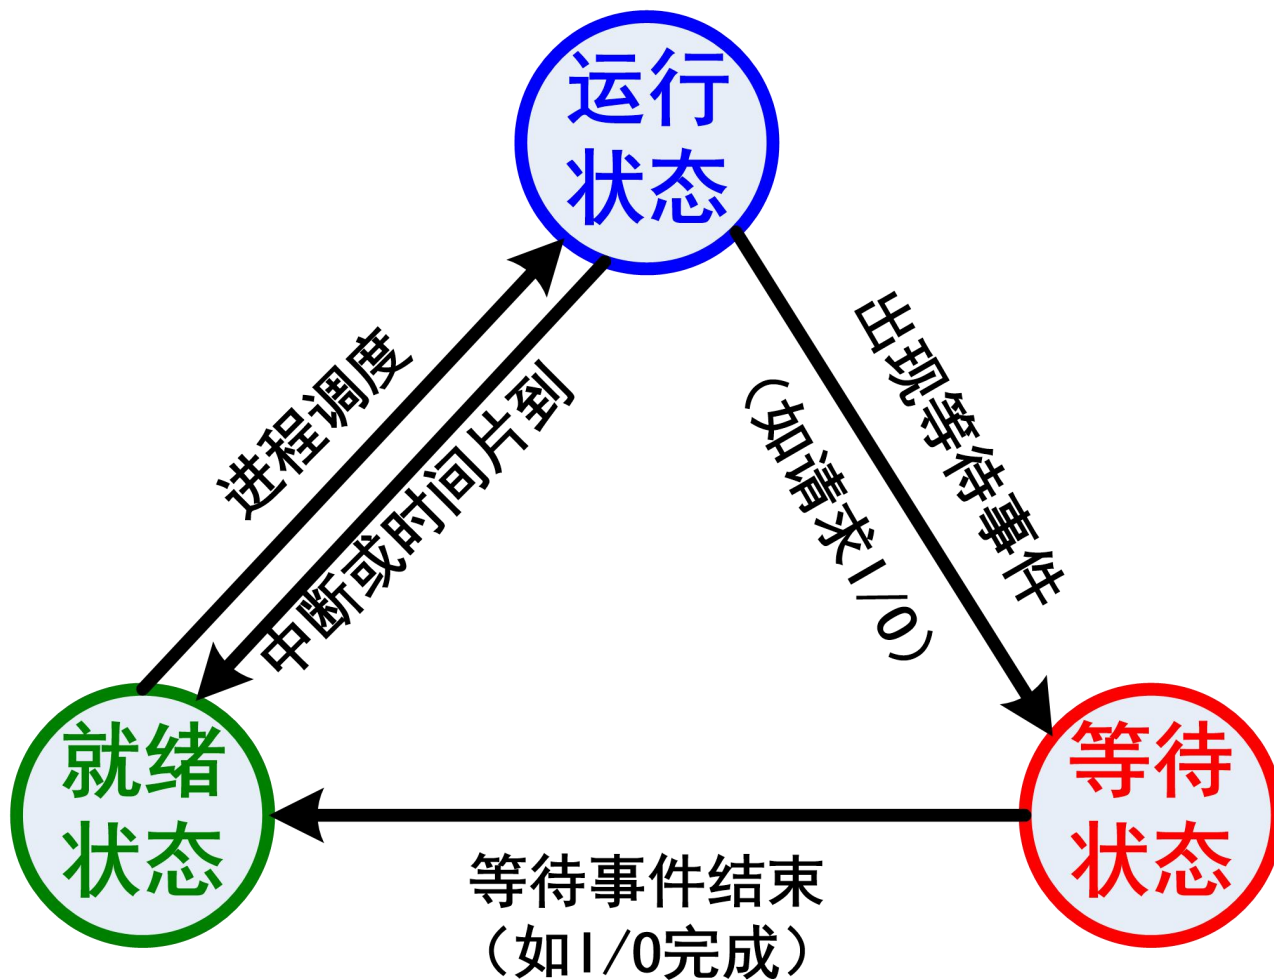 运行
状态
进程调度
中断或时间片到
出现等待事件
（如请求I/O）
就绪
状态
等待
状态
等待事件结束
（如I/O完成）